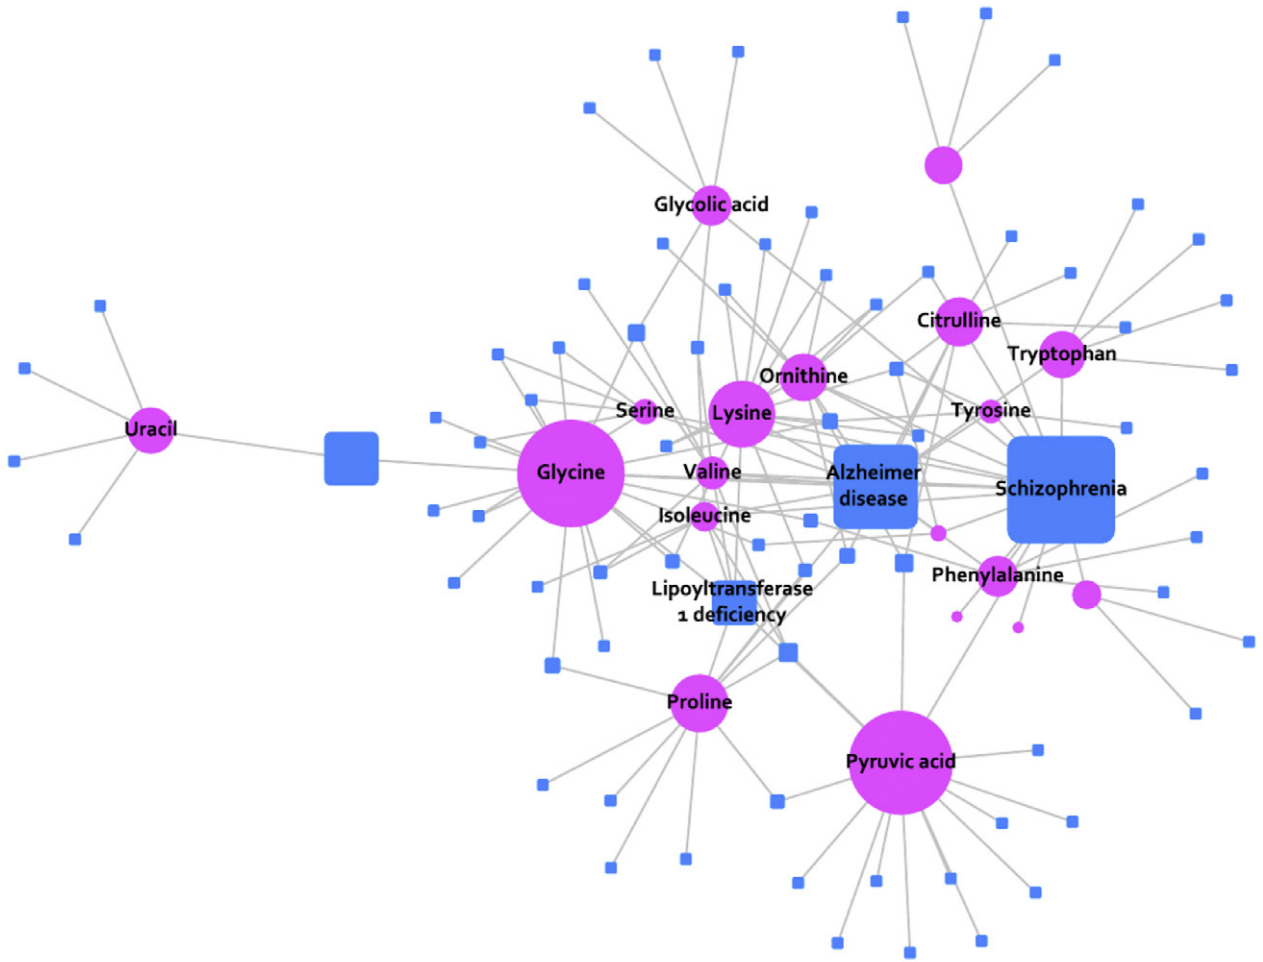 Glycolic acid
Citrulline
Tryptophan
Ornithine
Serine
Lysine
Tyrosine
Uracil
Glycine
Valine
Alzheimer
disease
Schizophrenia
Isoleucine
Phenylalanine
Lipoyltransferase
1 deficiency
Proline
Pyruvic acid